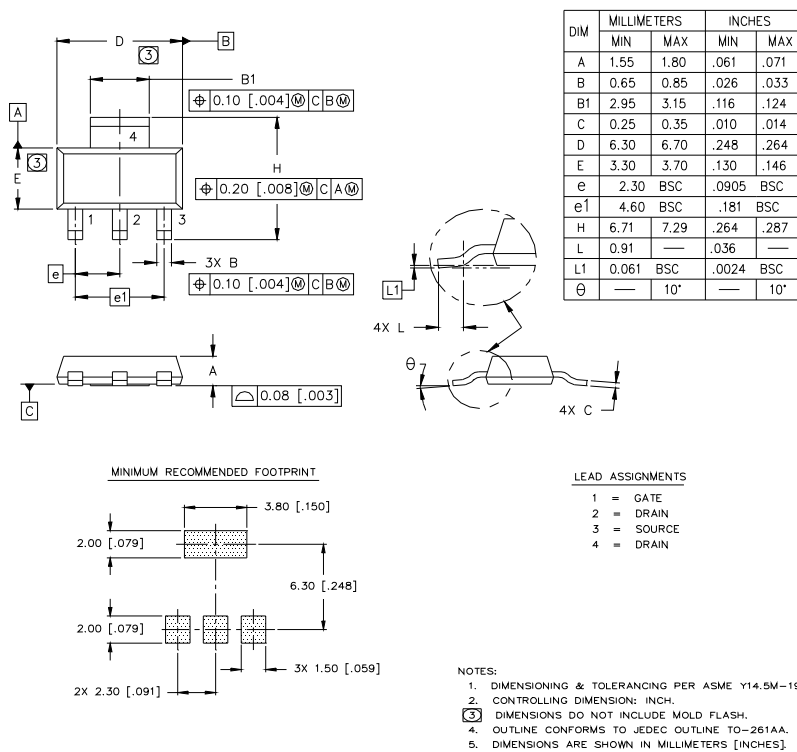 D
B
3
B1
⌖ 0.10 [.004]Ⓜ C BⓂ
A
4
3
E
H
⌖ 0.20 [.008]Ⓜ C AⓂ
1 2 3
3X B
e
e1
⌖ 0.10 [.004]Ⓜ C BⓂ
L1
4X L
A
C
⌓ 0.08 [.003]
θ
4X C
DIM MILLIMETERS INCHES
MIN MAX MIN MAX
A 1.55 1.80 .061 .071
B 0.65 0.85 .026 .033
B1 2.95 3.15 .116 .124
C 0.25 0.35 .010 .014
D 6.30 6.70 .248 .264
E 3.30 3.70 .130 .146
e 2.30 BSC .0905 BSC
e1 4.60 BSC .181 BSC
H 6.71 7.29 .264 .287
L 0.91 — .036 —
L1 0.061 BSC .0024 BSC
θ — 10° — 10°
MINIMUM RECOMMENDED FOOTPRINT
3.80 [.150]
2.00 [.079]
6.30 [.248]
2.00 [.079]
3X 1.50 [.059]
2X 2.30 [.091]
LEAD ASSIGNMENTS
1 = GATE
2 = DRAIN
3 = SOURCE
4 = DRAIN
NOTES:
1. DIMENSIONING & TOLERANCING PER ASME Y14.5M-19
2. CONTROLLING DIMENSION: INCH.
3 DIMENSIONS DO NOT INCLUDE MOLD FLASH.
4. OUTLINE CONFORMS TO JEDEC OUTLINE TO-261AA.
5. DIMENSIONS ARE SHOWN IN MILLIMETERS [INCHES].